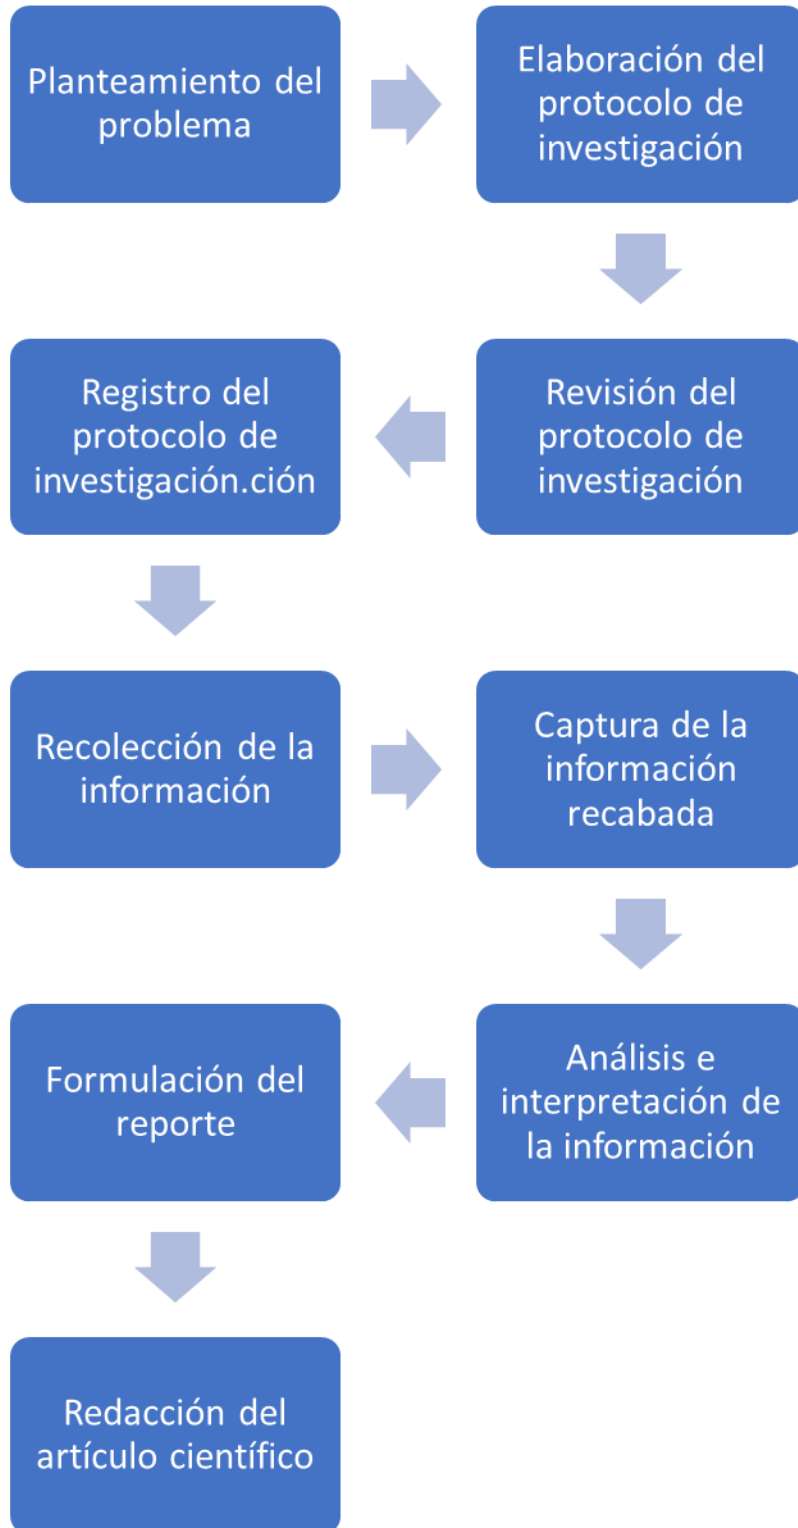 Planteamiento del
problema
Elaboración del
protocolo de
investigación
Revisión del
protocolo de
investigación
Registro del
protocolo de
investigación.ción
Recolección de la
información
Captura de la
información
recabada
Análisis e
interpretación de
la información
Formulación del
reporte
Redacción del
artículo científico